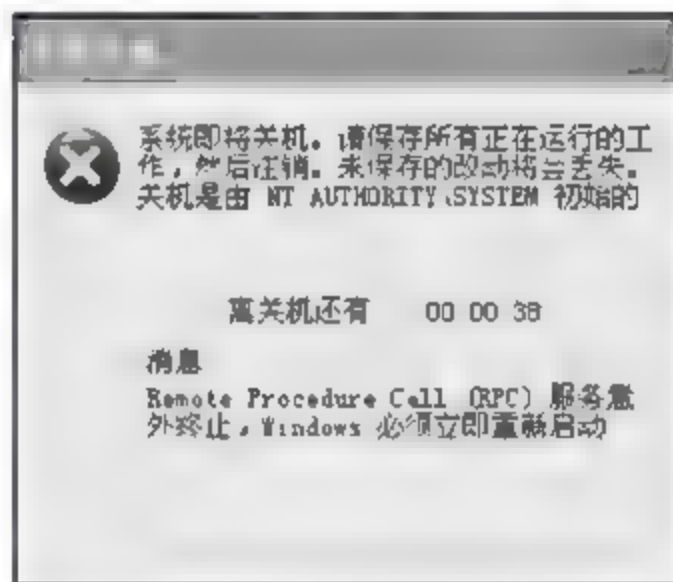 系统即将关机。请保存所有正在运行的工
作,然后注销。未保存的改动将会丢失。
关机是由 NT AUTHORITY\SYSTEM 初始的
离关机还有 00 00 38
消息
Remote Procedure Call (RPC) 服务意
外终止,Windows 必须立即重新启动